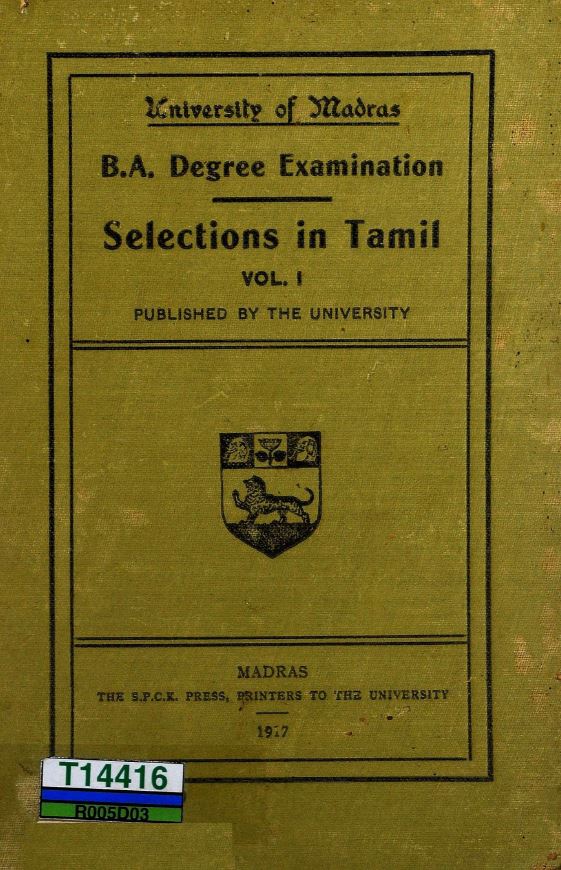 University of Madras
B.A. Degree Examination
Selections in Tamil
VOL. I
PUBLISHED BY THE UNIVERSITY
MADRAS
THE S.P.C.K. PRESS, PRINTERS TO THE UNIVERSITY
1917
T14416
R005D03